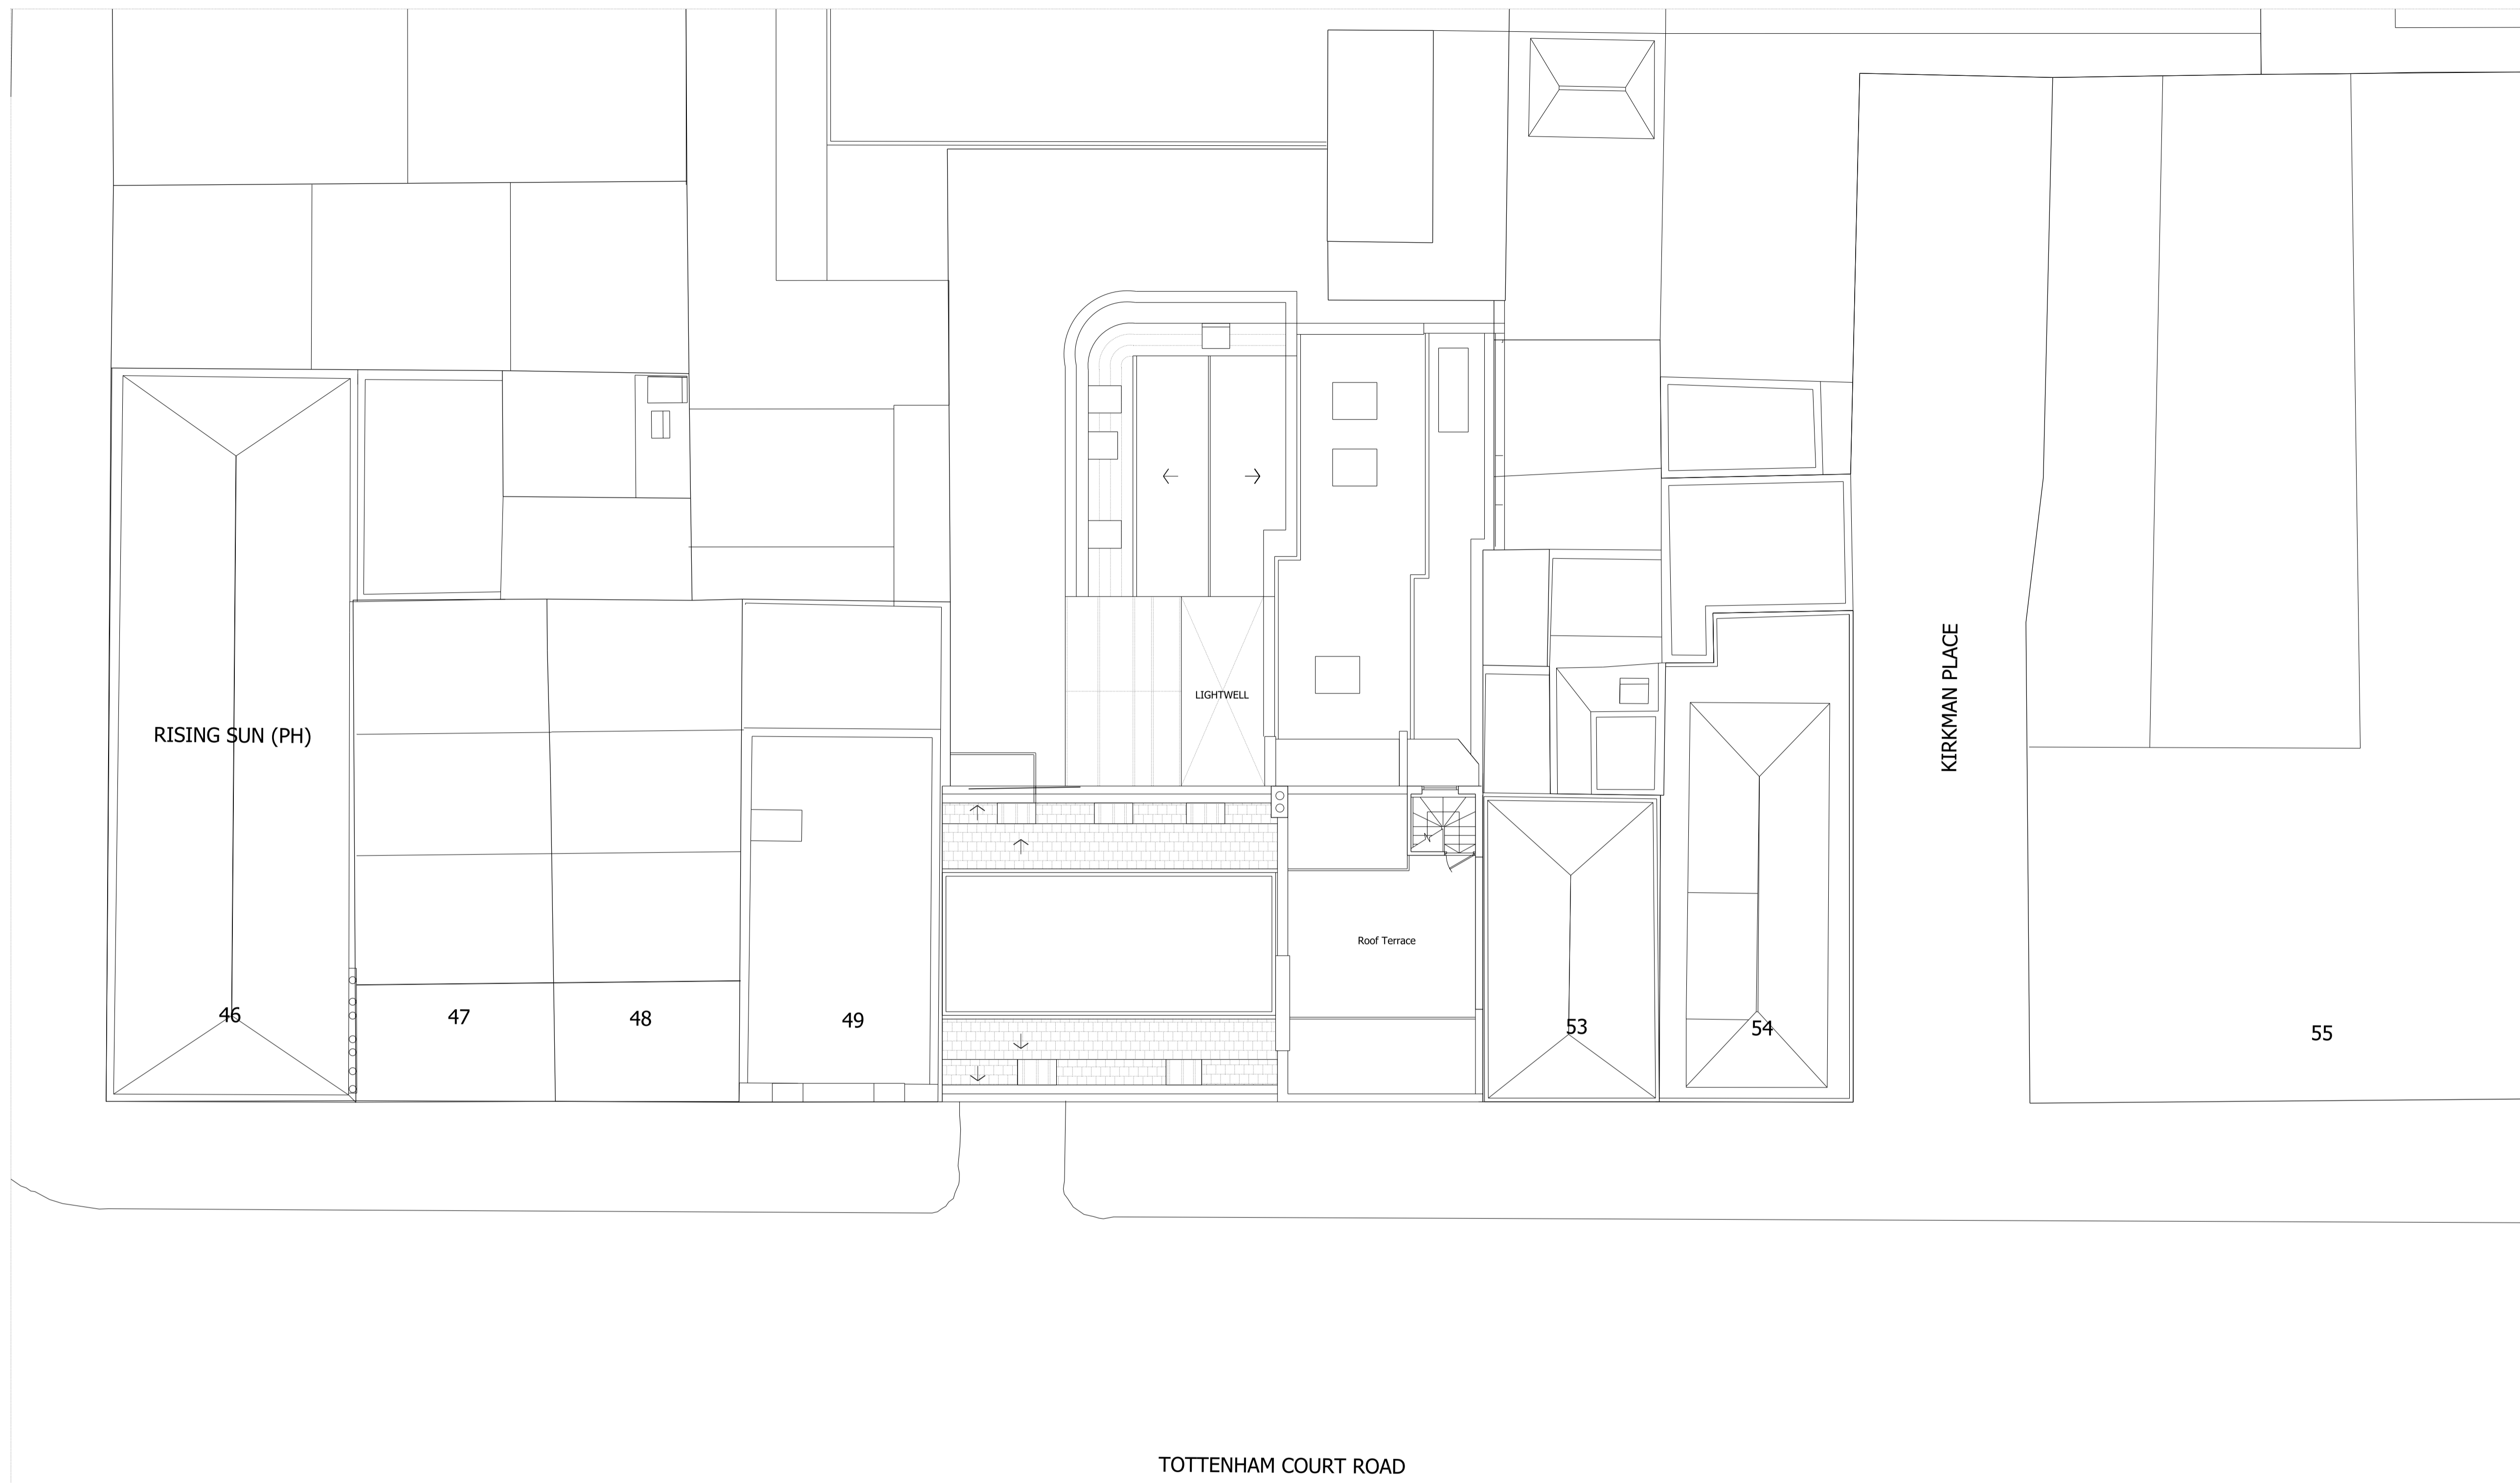 KIRKMAN PLACE
LIGHTWELL
RISING SUN (PH)
Roof Terrace
46
47
48
49
53
54
55
TOTTENHAM COURT ROAD